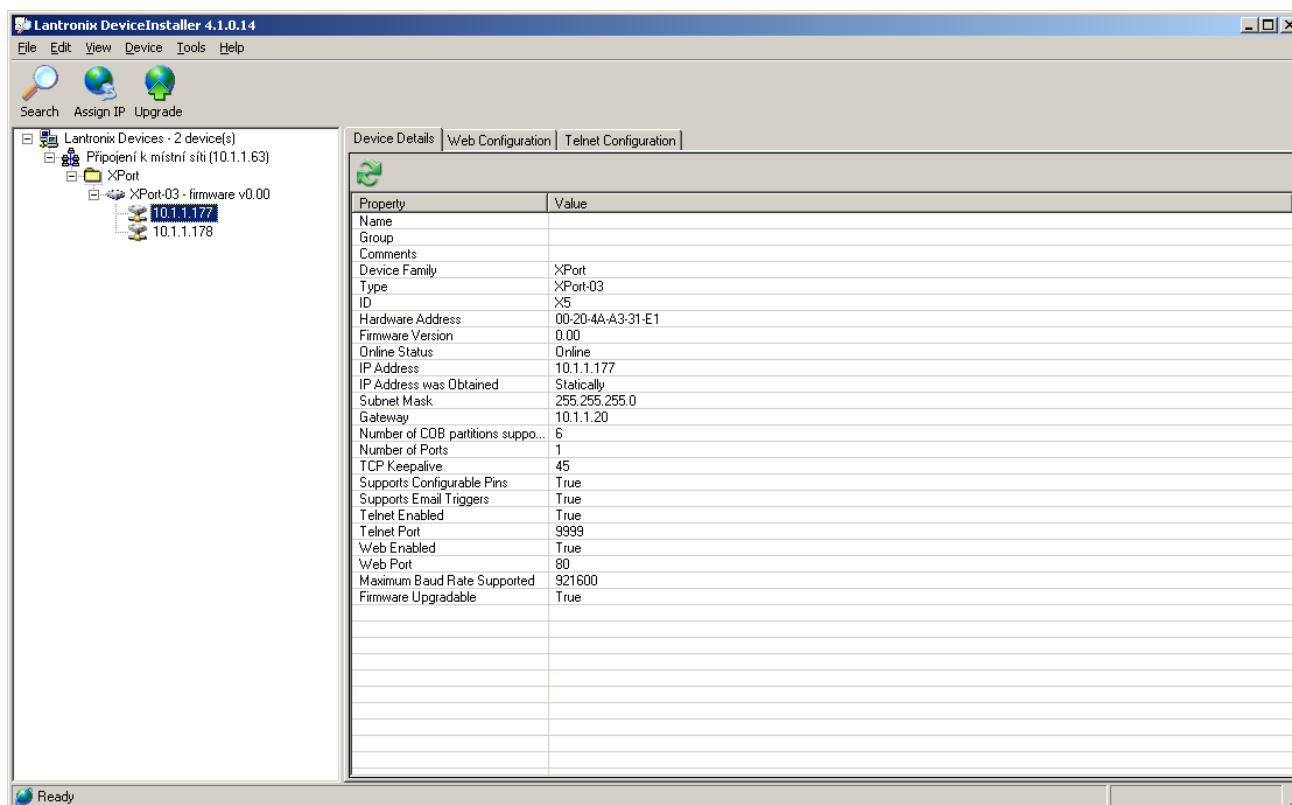 Lantronix DeviceInstaller 4.1.0.14
File Edit View Device Tools Help
Search Assign IP Upgrade
Lantronix Devices - 2 device(s)
Připojení k místní síti (10.1.1.63)
XPort
XPort-03 - firmware v0.00
10.1.1.177
10.1.1.178
Device Details Web Configuration Telnet Configuration
Property Value
Name
Group
Comments
Device Family XPort
Type XPort-03
ID X5
Hardware Address 00-20-4A-A3-31-E1
Firmware Version 0.00
Online Status Online
IP Address 10.1.1.177
IP Address was Obtained Statically
Subnet Mask 255.255.255.0
Gateway 10.1.1.20
Number of COB partitions suppo... 6
Number of Ports 1
TCP Keepalive 45
Supports Configurable Pins True
Supports Email Triggers True
Telnet Enabled True
Telnet Port 9999
Web Enabled True
Web Port 80
Maximum Baud Rate Supported 921600
Firmware Upgradable True
Ready